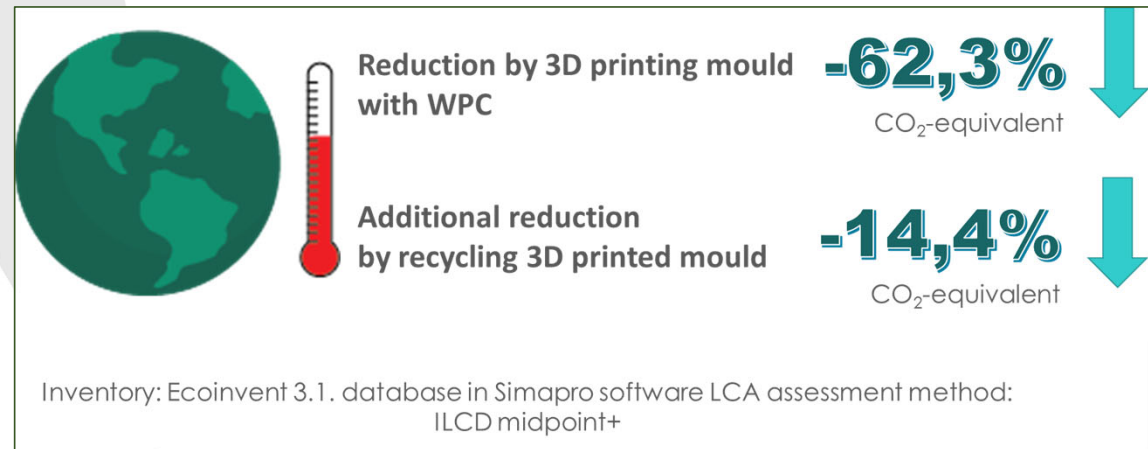 Reduction by 3D printing mould
with WPC
-62,3%
CO₂-equivalent
Additional reduction
by recycling 3D printed mould
-14,4%
CO₂-equivalent
Inventory: Ecoinvent 3.1. database in Simapro software LCA assessment method:
ILCD midpoint+